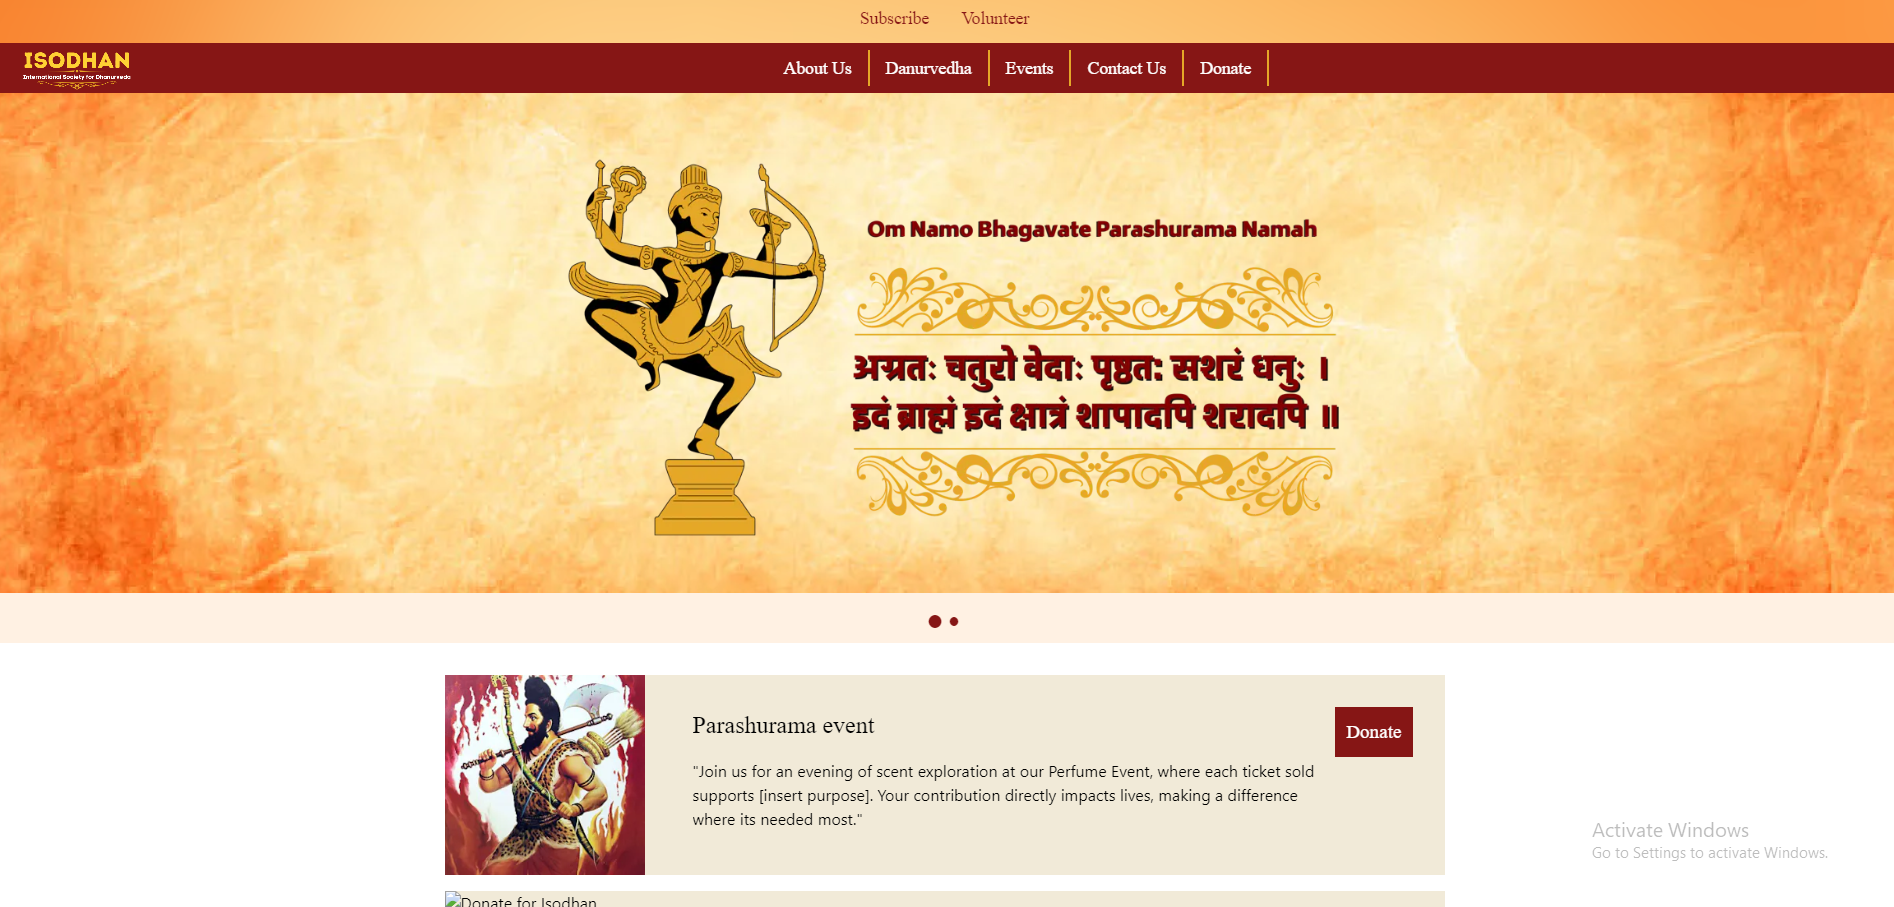 Subscribe Volunteer
ISODHAN
International Society for Dhanurveda
About Us Danurvedha Events Contact Us Donate
Om Namo Bhagavate Parashurama Namah
अग्रतः चतुरो वेदाः पृष्ठत: सशरं धनुः ।
इदं ब्राह्मं इदं क्षात्रं शापादपि शरादपि ॥
Parashurama event
Donate
"Join us for an evening of scent exploration at our Perfume Event, where each ticket sold
supports [insert purpose]. Your contribution directly impacts lives, making a difference
where its needed most."
Activate Windows
Go to Settings to activate Windows.
Donate for Isodhan